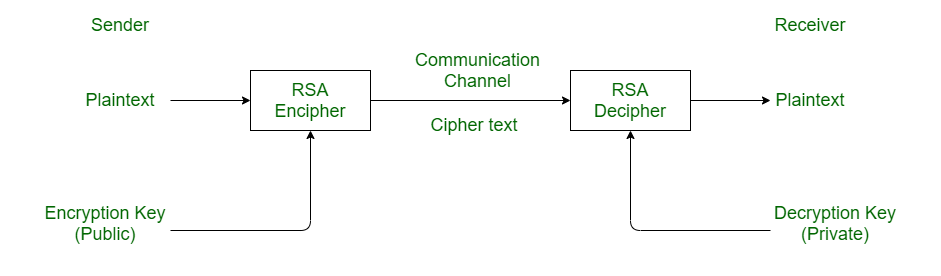 Sender
Receiver
Communication
Channel
Plaintext
RSA
Encipher
Cipher text
RSA
Decipher
Plaintext
Encryption Key
(Public)
Decryption Key
(Private)